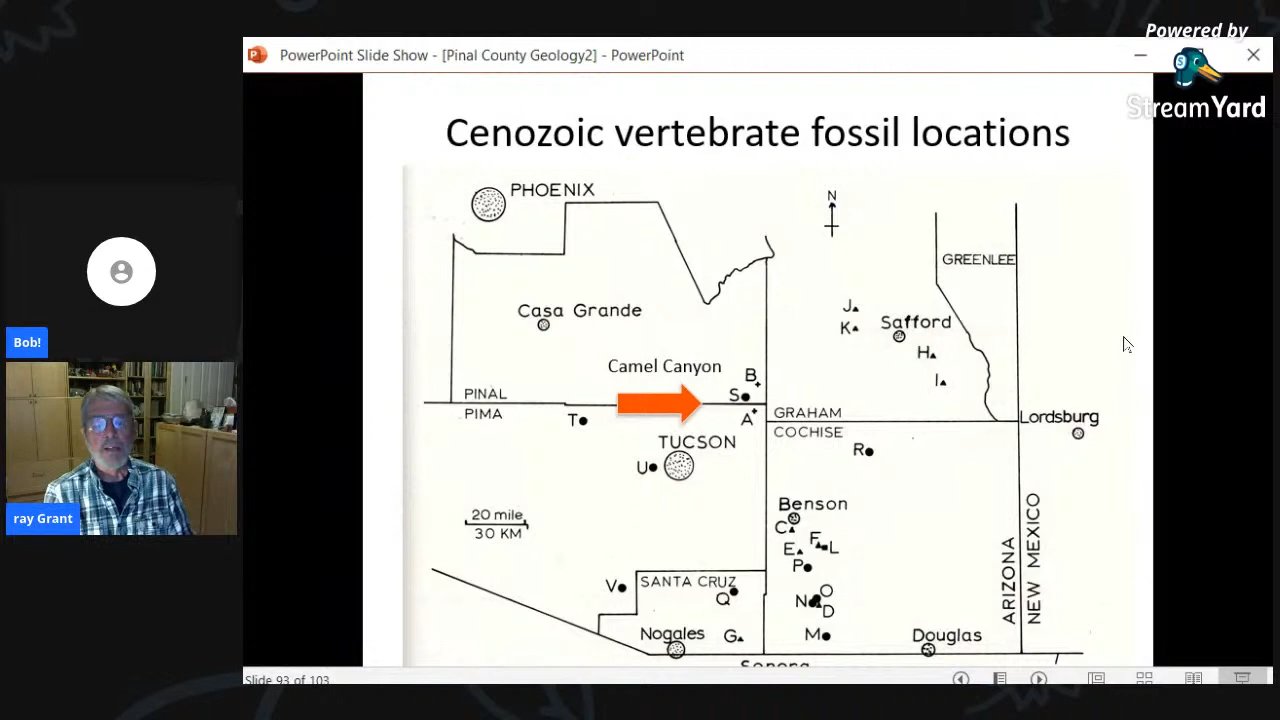 Powered by
StreamYard
PowerPoint Slide Show - [Pinal County Geology2] - PowerPoint
Cenozoic vertebrate fossil locations
PHOENIX
N
GREENLEE
Casa Grande
J
K
Safford
H
I
Camel Canyon
B
S
A
PINAL
PIMA
T
GRAHAM
COCHISE
Lordsburg
TUCSON
U
R
20 mile
30 KM
Benson
C
F
L
E
P
ARIZONA
NEW MEXICO
V
SANTA CRUZ
Q
O
N
D
Nogales
G
M
Douglas
Slide 93 of 103
Bob!
ray Grant